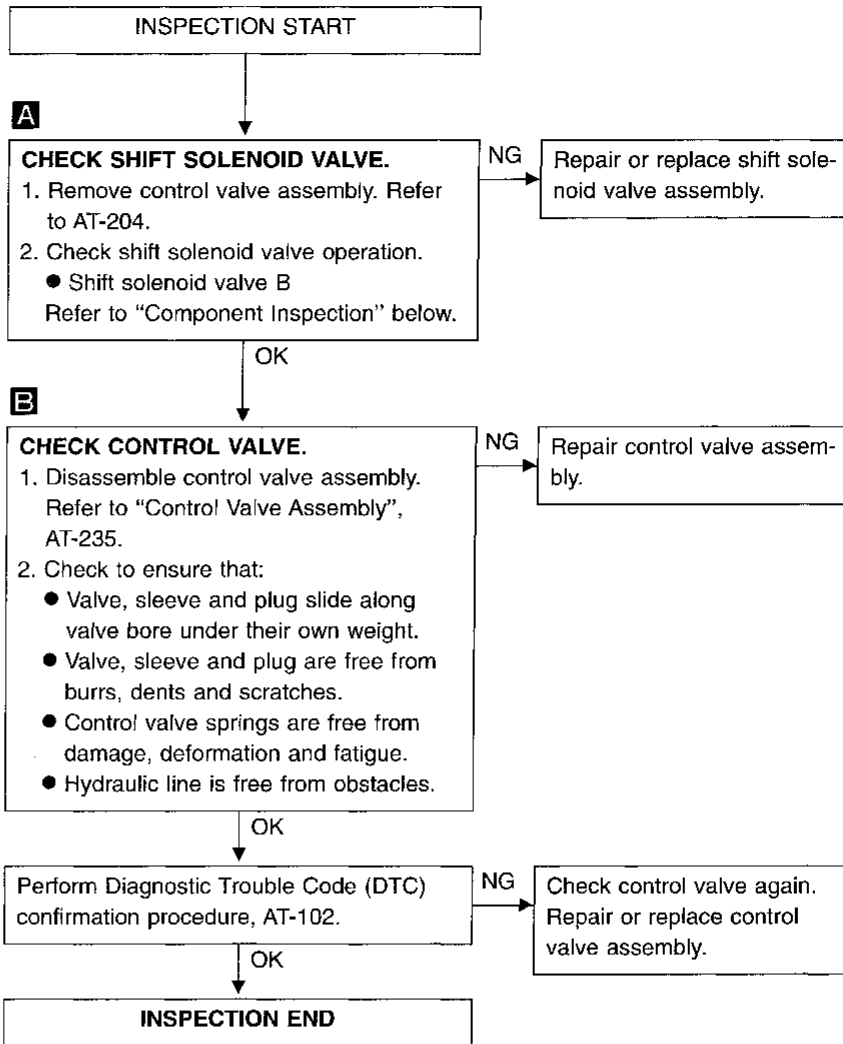 INSPECTION START
A
CHECK SHIFT SOLENOID VALVE.
1. Remove control valve assembly. Refer
to AT-204.
2. Check shift solenoid valve operation.
● Shift solenoid valve B
Refer to “Component Inspection” below.
NG
Repair or replace shift sole-
noid valve assembly.
OK
B
CHECK CONTROL VALVE.
1. Disassemble control valve assembly.
Refer to “Control Valve Assembly”,
AT-235.
2. Check to ensure that:
● Valve, sleeve and plug slide along
valve bore under their own weight.
● Valve, sleeve and plug are free from
burrs, dents and scratches.
● Control valve springs are free from
damage, deformation and fatigue.
● Hydraulic line is free from obstacles.
NG
Repair control valve assem-
bly.
OK
Perform Diagnostic Trouble Code (DTC)
confirmation procedure, AT-102.
NG
Check control valve again.
Repair or replace control
valve assembly.
OK
INSPECTION END